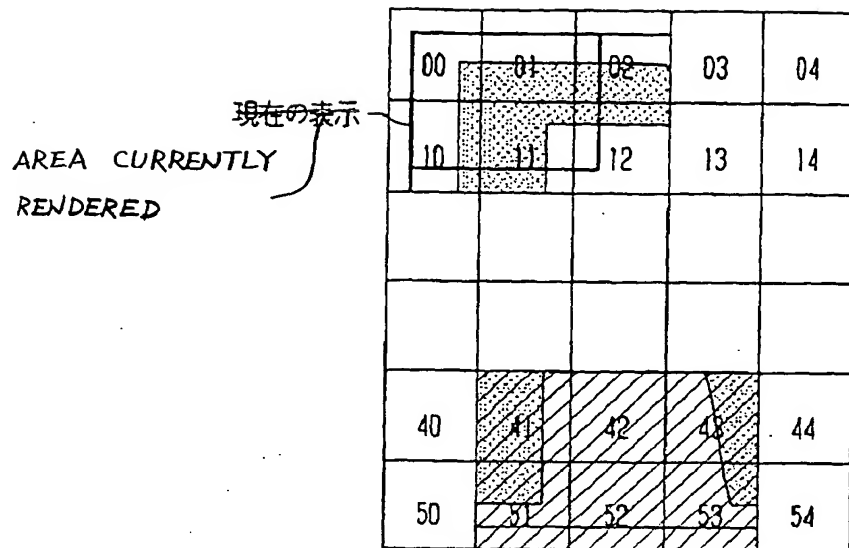 00 01 02 03 04
現在の表示
10 11 12 13 14
AREA CURRENTLY
RENDERED
40 41 42 43 44
50 51 52 53 54